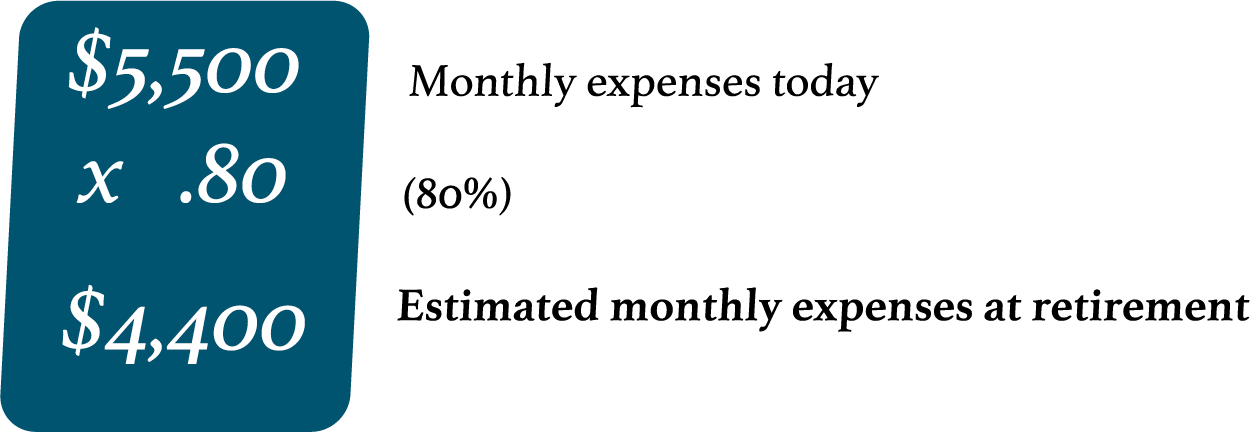 $5,500 Monthly expenses today
x .80 (80%)
$4,400 Estimated monthly expenses at retirement